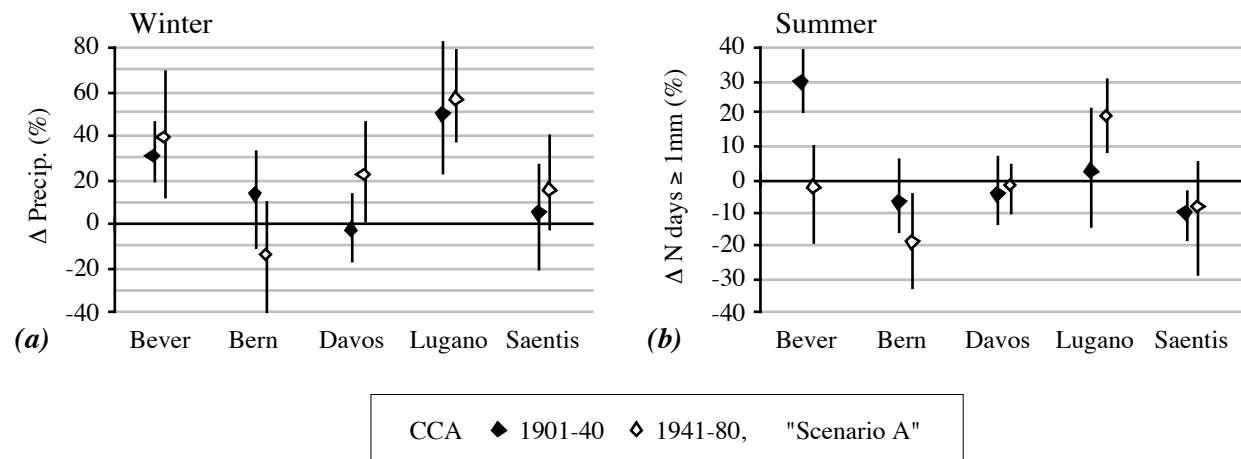 Winter
Δ Precip. (%)
80
60
40
20
0
-20
-40
(a)
Bever Bern Davos Lugano Saentis
Summer
Δ N days ≥ 1mm (%)
40
30
20
10
0
-10
-20
-30
-40
(b)
Bever Bern Davos Lugano Saentis
CCA 1901-40 1941-80, "Scenario A"